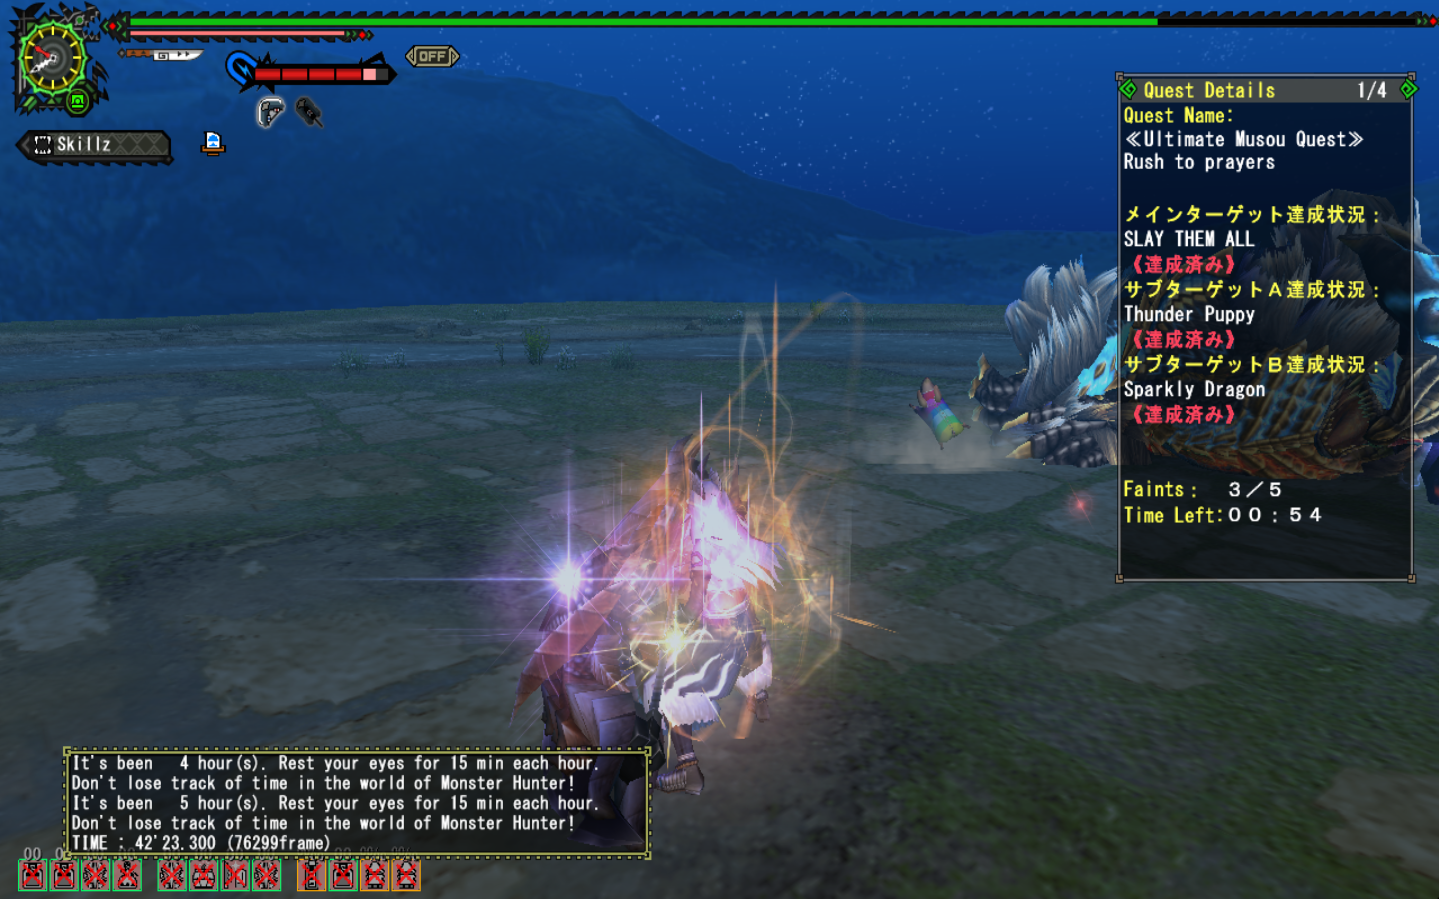 OFF
G
Skillz
Quest Details 1/4
Quest Name:
≪Ultimate Musou Quest≫
Rush to prayers
メインターゲット達成状況：
SLAY THEM ALL
《達成済み》
サブターゲットA達成状況：
Thunder Puppy
《達成済み》
サブターゲットB達成状況：
Sparkly Dragon
《達成済み》
Faints： 3／5
Time Left:00：54
It's been 4 hour(s). Rest your eyes for 15 min each hour.
Don't lose track of time in the world of Monster Hunter!
It's been 5 hour(s). Rest your eyes for 15 min each hour.
Don't lose track of time in the world of Monster Hunter!
TIME : 42'23.300 (76299frame)
00